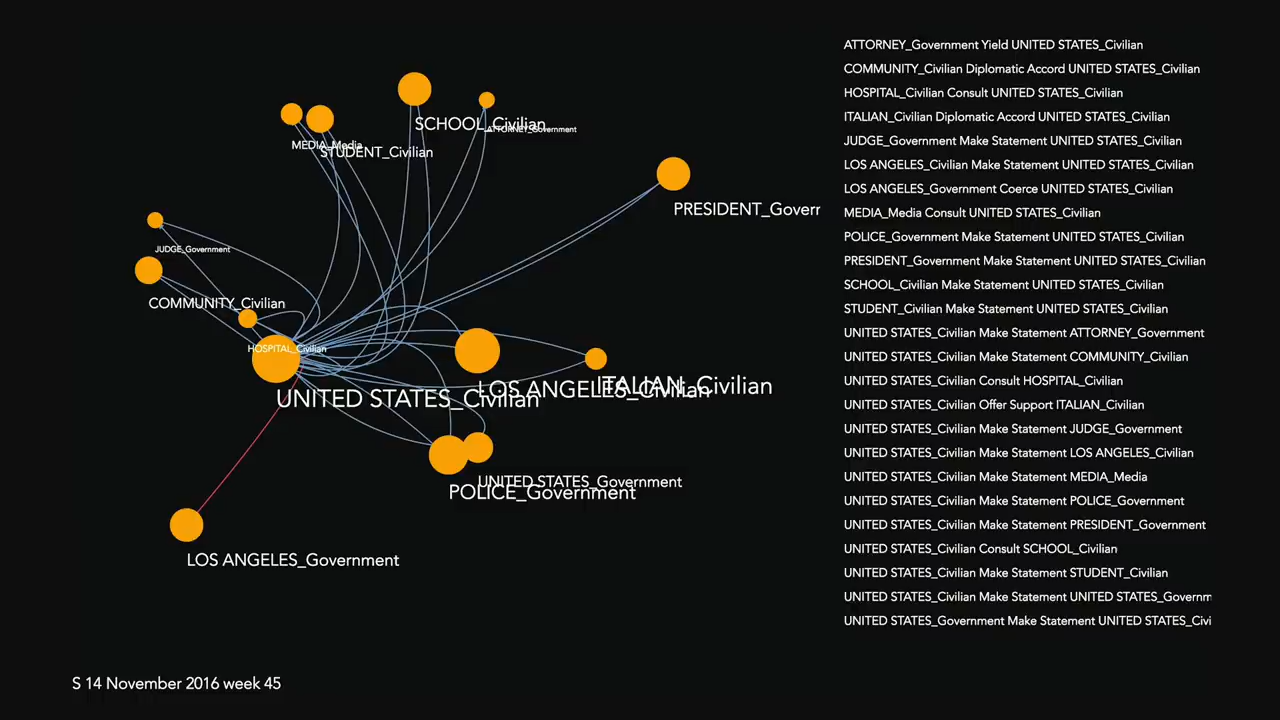 SCHOOL_Civilian
ATTORNEY_Government
MEDIA_Media
STUDENT_Civilian
PRESIDENT_Govern
JUDGE_Government
COMMUNITY_Civilian
HOSPITAL_Civilian
UNITED STATES_Civilian
LOS ANGELES_Civilian
ITALIAN_Civilian
UNITED STATES_Government
POLICE_Government
LOS ANGELES_Government
ATTORNEY_Government Yield UNITED STATES_Civilian
COMMUNITY_Civilian Diplomatic Accord UNITED STATES_Civilian
HOSPITAL_Civilian Consult UNITED STATES_Civilian
ITALIAN_Civilian Diplomatic Accord UNITED STATES_Civilian
JUDGE_Government Make Statement UNITED STATES_Civilian
LOS ANGELES_Civilian Make Statement UNITED STATES_Civilian
LOS ANGELES_Government Coerce UNITED STATES_Civilian
MEDIA_Media Consult UNITED STATES_Civilian
POLICE_Government Make Statement UNITED STATES_Civilian
PRESIDENT_Government Make Statement UNITED STATES_Civilian
SCHOOL_Civilian Make Statement UNITED STATES_Civilian
STUDENT_Civilian Make Statement UNITED STATES_Civilian
UNITED STATES_Civilian Make Statement ATTORNEY_Government
UNITED STATES_Civilian Make Statement COMMUNITY_Civilian
UNITED STATES_Civilian Consult HOSPITAL_Civilian
UNITED STATES_Civilian Offer Support ITALIAN_Civilian
UNITED STATES_Civilian Make Statement JUDGE_Government
UNITED STATES_Civilian Make Statement LOS ANGELES_Civilian
UNITED STATES_Civilian Make Statement MEDIA_Media
UNITED STATES_Civilian Make Statement POLICE_Government
UNITED STATES_Civilian Make Statement PRESIDENT_Government
UNITED STATES_Civilian Consult SCHOOL_Civilian
UNITED STATES_Civilian Make Statement STUDENT_Civilian
UNITED STATES_Civilian Make Statement UNITED STATES_Governm
UNITED STATES_Government Make Statement UNITED STATES_Civi
S 14 November 2016 week 45